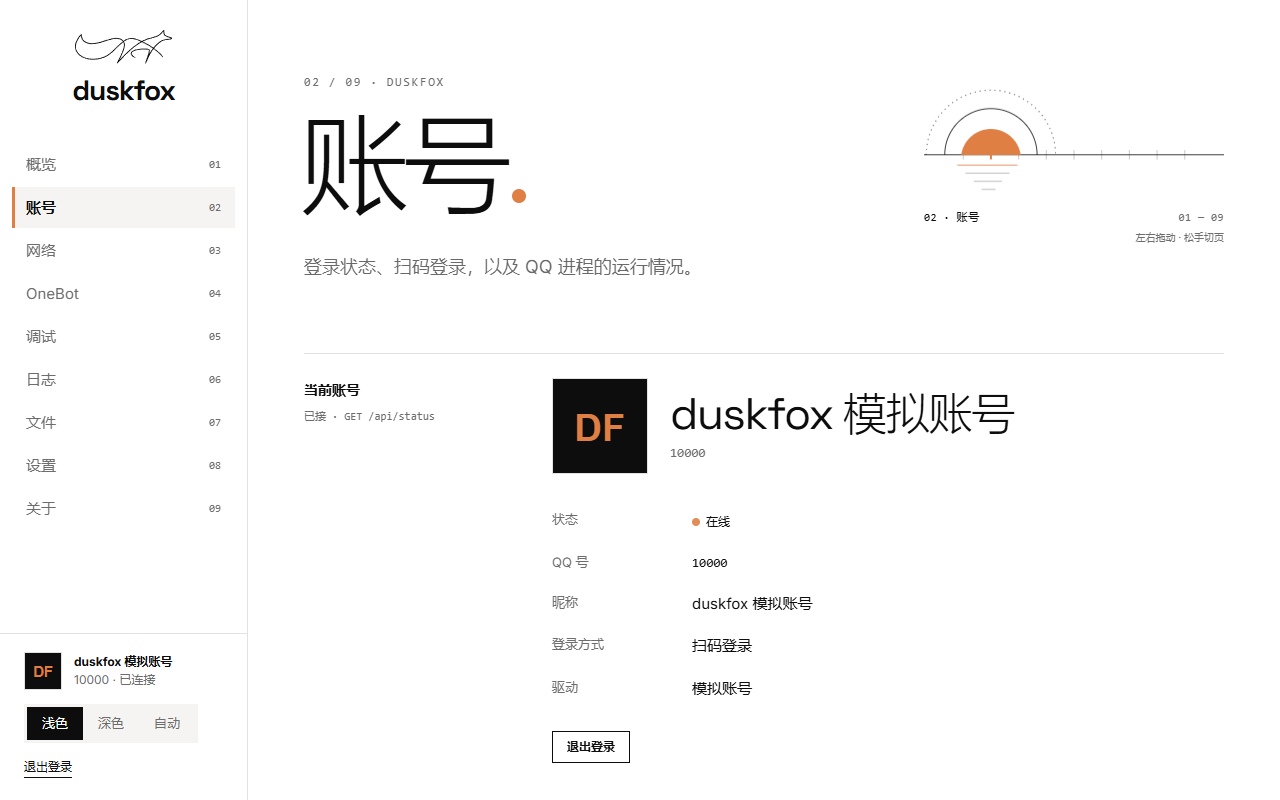 duskfox
概览 01
账号 02
网络 03
OneBot 04
调试 05
日志 06
文件 07
设置 08
关于 09
DF
duskfox 模拟账号
10000 · 已连接
浅色 深色 自动
退出登录
02 / 09 · DUSKFOX
账号.
登录状态、扫码登录，以及 QQ 进程的运行情况。
02 · 账号 01 — 09
左右拖动 · 松手切页
当前账号
已接 · GET /api/status
DF
duskfox 模拟账号
10000
状态 在线
QQ 号 10000
昵称 duskfox 模拟账号
登录方式 扫码登录
驱动 模拟账号
退出登录